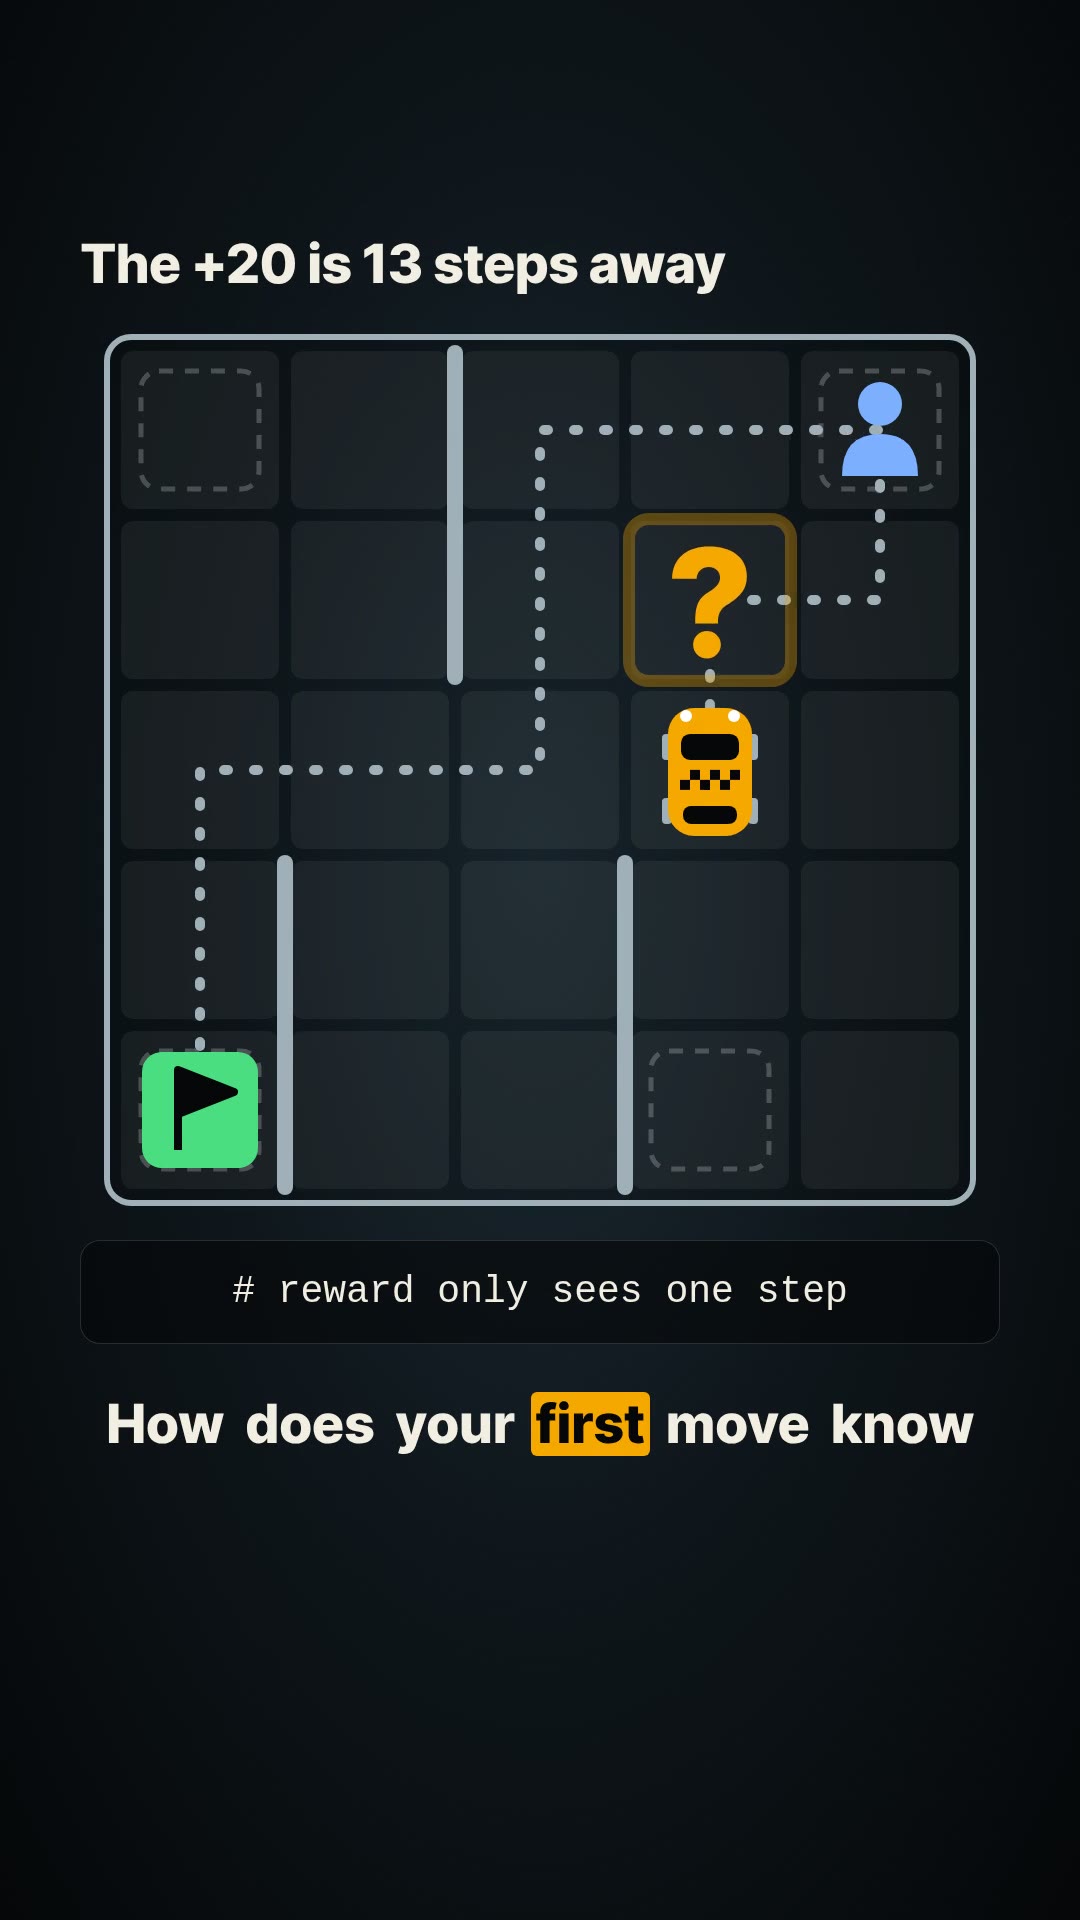 The +20 is 13 steps away
?
# reward only sees one step
How does your first move know